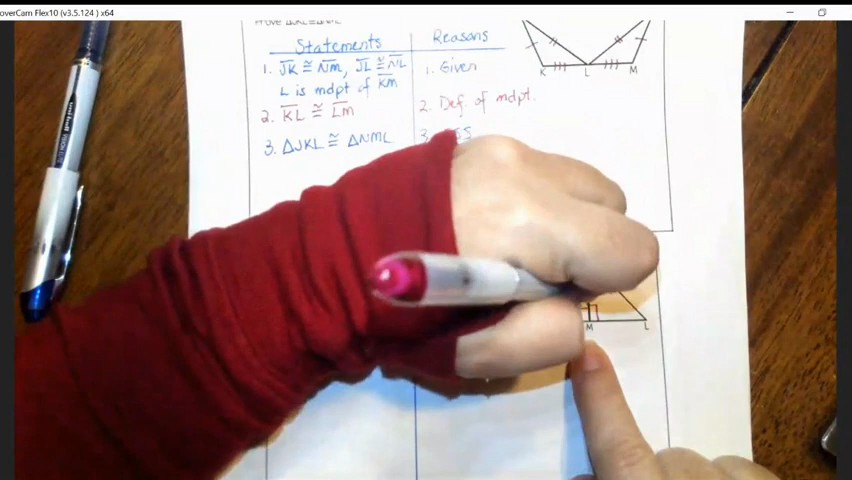 overCam Flex10 (v3.5.124 ) x64
Statements
Reasons
1. JK ≅ NM, JL ≅ NL
L is mdpt of KM
1. Given
2. KL ≅ LM
2. Def. of mdpt.
3. △JKL ≅ △NML
3.
K
L
M
M
L